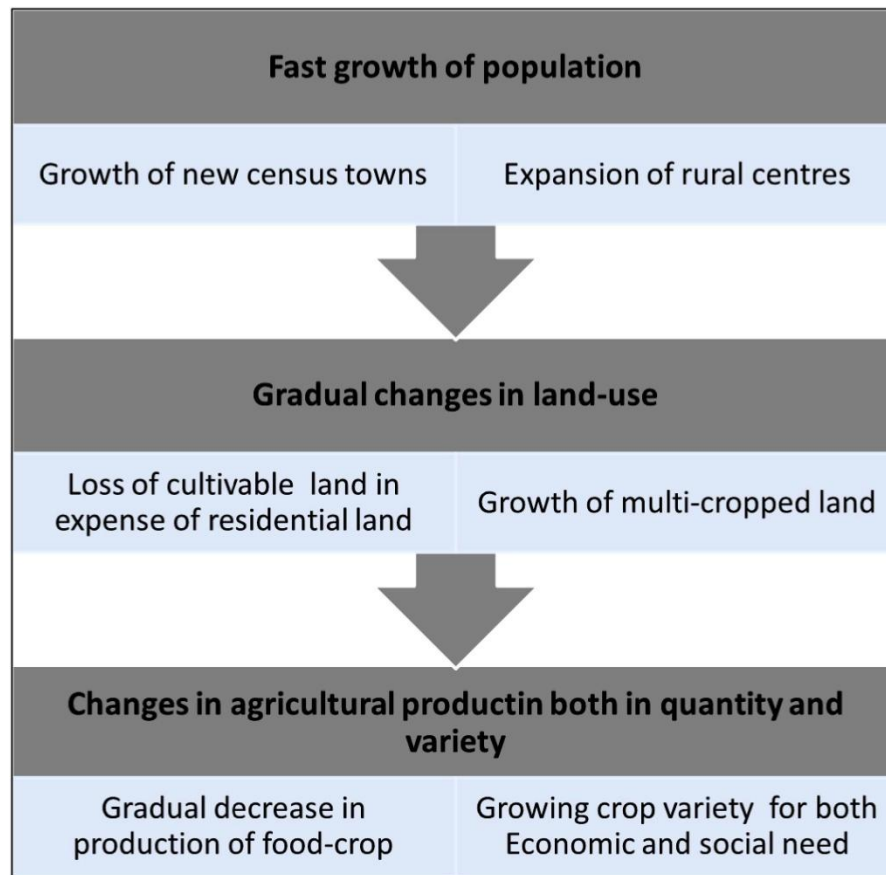 Fast growth of population
Growth of new census towns
Expansion of rural centres
Gradual changes in land-use
Loss of cultivable land in
expense of residential land
Growth of multi-cropped land
Changes in agricultural productin both in quantity and
variety
Gradual decrease in
production of food-crop
Growing crop variety for both
Economic and social need